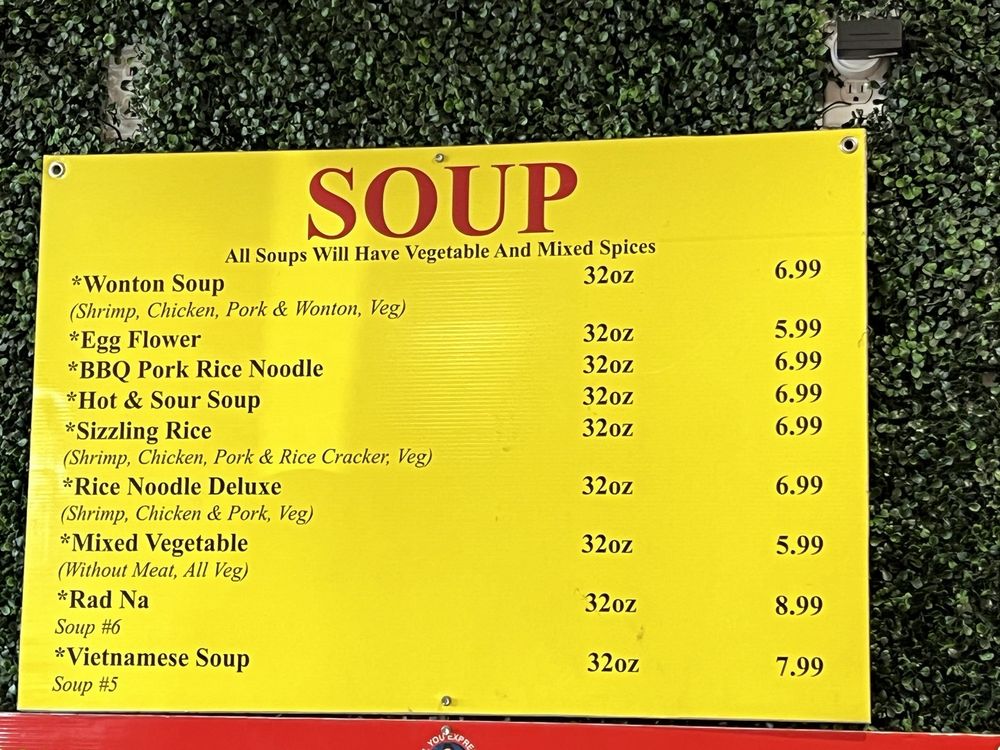 SOUP
All Soups Will Have Vegetable And Mixed Spices
*Wonton Soup 32oz 6.99
(Shrimp, Chicken, Pork & Wonton, Veg)
*Egg Flower 32oz 5.99
*BBQ Pork Rice Noodle 32oz 6.99
*Hot & Sour Soup 32oz 6.99
*Sizzling Rice 32oz 6.99
(Shrimp, Chicken, Pork & Rice Cracker, Veg)
*Rice Noodle Deluxe 32oz 6.99
(Shrimp, Chicken & Pork, Veg)
*Mixed Vegetable 32oz 5.99
(Without Meat, All Veg)
*Rad Na 32oz 8.99
Soup #6
*Vietnamese Soup 32oz 7.99
Soup #5
YOU